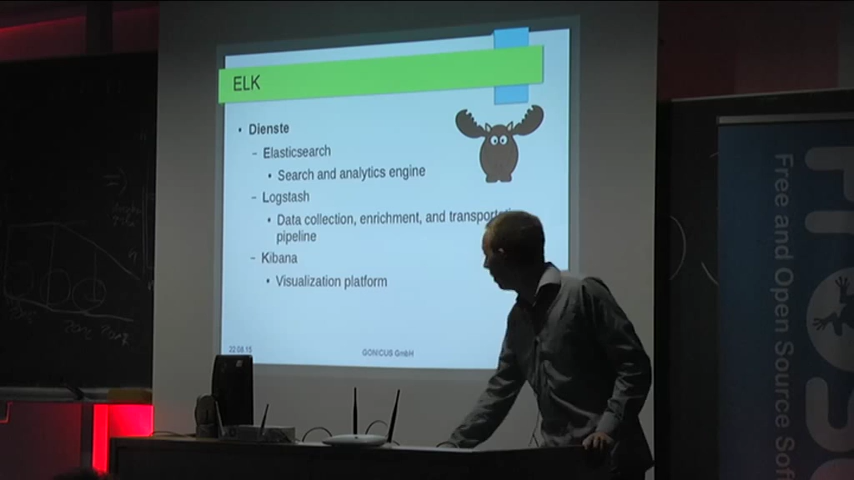 ELK
• Dienste
– Elasticsearch
• Search and analytics engine
– Logstash
• Data collection, enrichment, and
pipeline
– Kibana
• Visualization platform
22.08.15
GONICUS GmbH
Free and Open Source